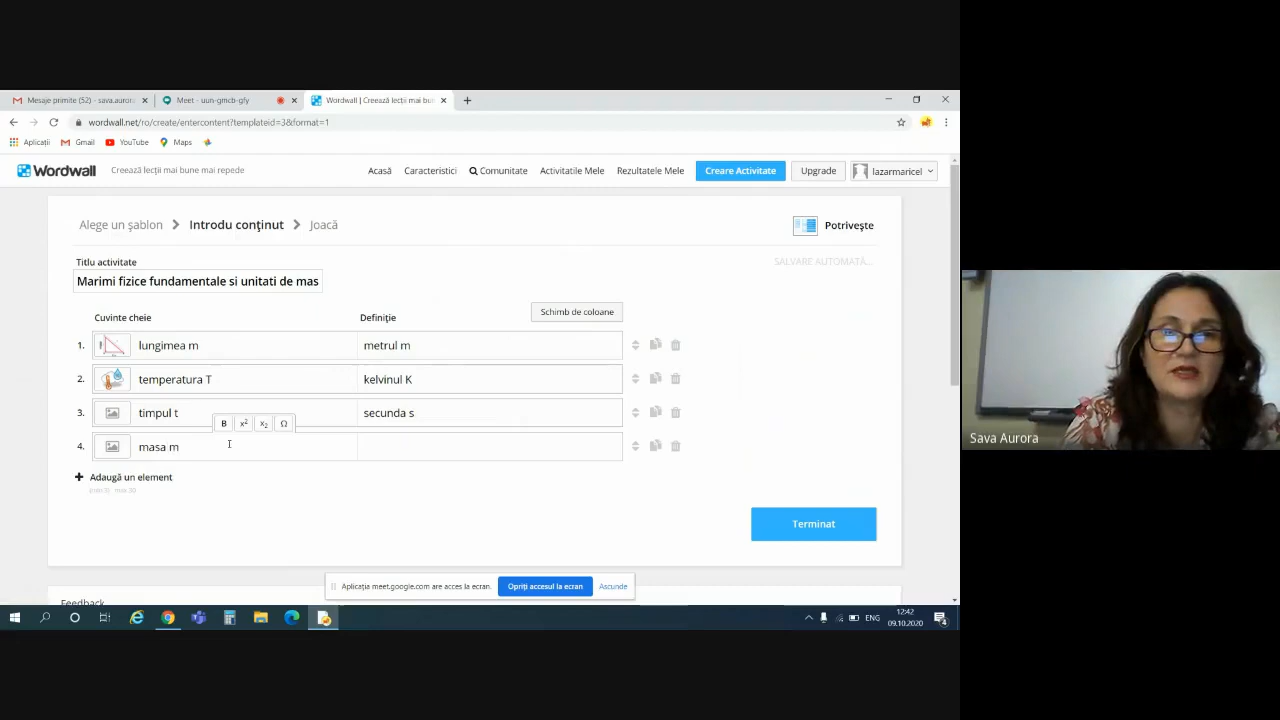 Mesaje primite (52) - sava.aurora
Meet - uun-gmcb-gfy
Wordwall | Creează lecții mai bu
wordwall.net/ro/create/entercontent?templateid=3&format=1
Aplicații
Gmail
YouTube
Maps
Wordwall
Creează lecții mai bune mai repede
Acasă
Caracteristici
Comunitate
Activitatile Mele
Rezultatele Mele
Creare Activitate
Upgrade
lazarmaricel
Alege un șablon
Introdu conținut
Joacă
Potrivește
Titlu activitate
SALVARE AUTOMATĂ...
Marimi fizice fundamentale si unitati de mas
Schimb de coloane
Cuvinte cheie
Definiție
1. lungimea m metrul m
2. temperatura T kelvinul K
3. timpul t secunda s
B x² x₂ Ω
4. masa m
+ Adaugă un element
Terminat
Aplicația meet.google.com are acces la ecran.
Opriți accesul la ecran
Ascunde
Feedback
ENG
12:42
09.10.2020
4
Sava Aurora